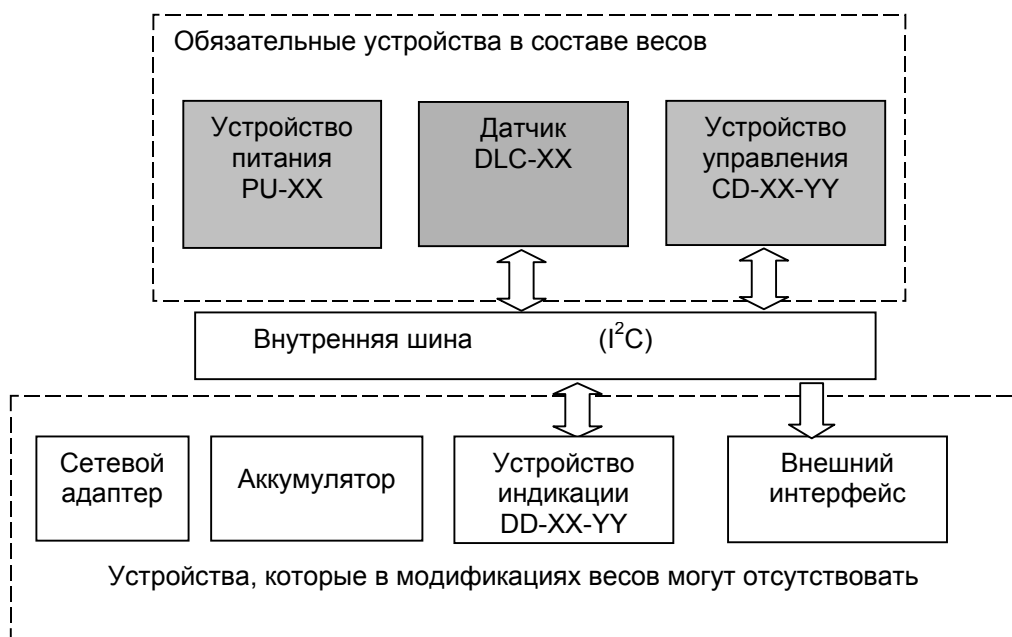 Обязательные устройства в составе весов
Устройство
питания
PU-XX
Датчик
DLC-XX
Устройство
управления
CD-XX-YY
Внутренняя шина (I²C)
Сетевой
адаптер
Аккумулятор
Устройство
индикации
DD-XX-YY
Внешний
интерфейс
Устройства, которые в модификациях весов могут отсутствовать